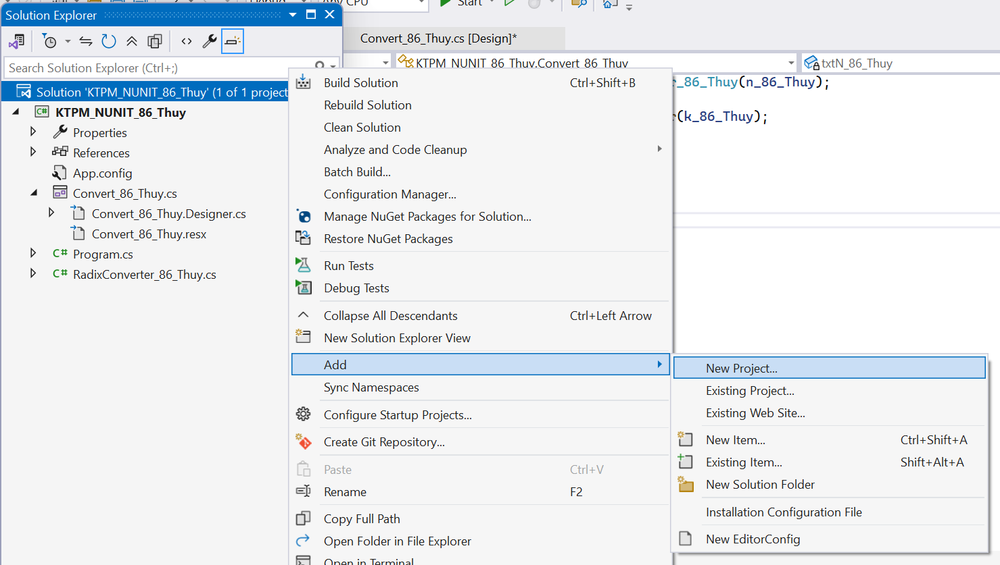 Debug
Any CPU
Start
Solution Explorer
Convert_86_Thuy.cs [Design]*
Search Solution Explorer (Ctrl+;)
KTPM_NUNIT_86_Thuy.Convert_86_Thuy
txtN_86_Thuy
Solution 'KTPM_NUNIT_86_Thuy' (1 of 1 project
KTPM_NUNIT_86_Thuy
Properties
References
App.config
Convert_86_Thuy.cs
Convert_86_Thuy.Designer.cs
Convert_86_Thuy.resx
C# Program.cs
C# RadixConverter_86_Thuy.cs
r_86_Thuy(n_86_Thuy);
r(k_86_Thuy);
Build Solution Ctrl+Shift+B
Rebuild Solution
Clean Solution
Analyze and Code Cleanup
Batch Build...
Configuration Manager...
Manage NuGet Packages for Solution...
Restore NuGet Packages
Run Tests
Debug Tests
Collapse All Descendants Ctrl+Left Arrow
New Solution Explorer View
Add
Sync Namespaces
Configure Startup Projects...
Create Git Repository...
Paste Ctrl+V
Rename F2
Copy Full Path
Open Folder in File Explorer
Open in Terminal
New Project...
Existing Project...
Existing Web Site...
New Item... Ctrl+Shift+A
Existing Item... Shift+Alt+A
New Solution Folder
Installation Configuration File
New EditorConfig